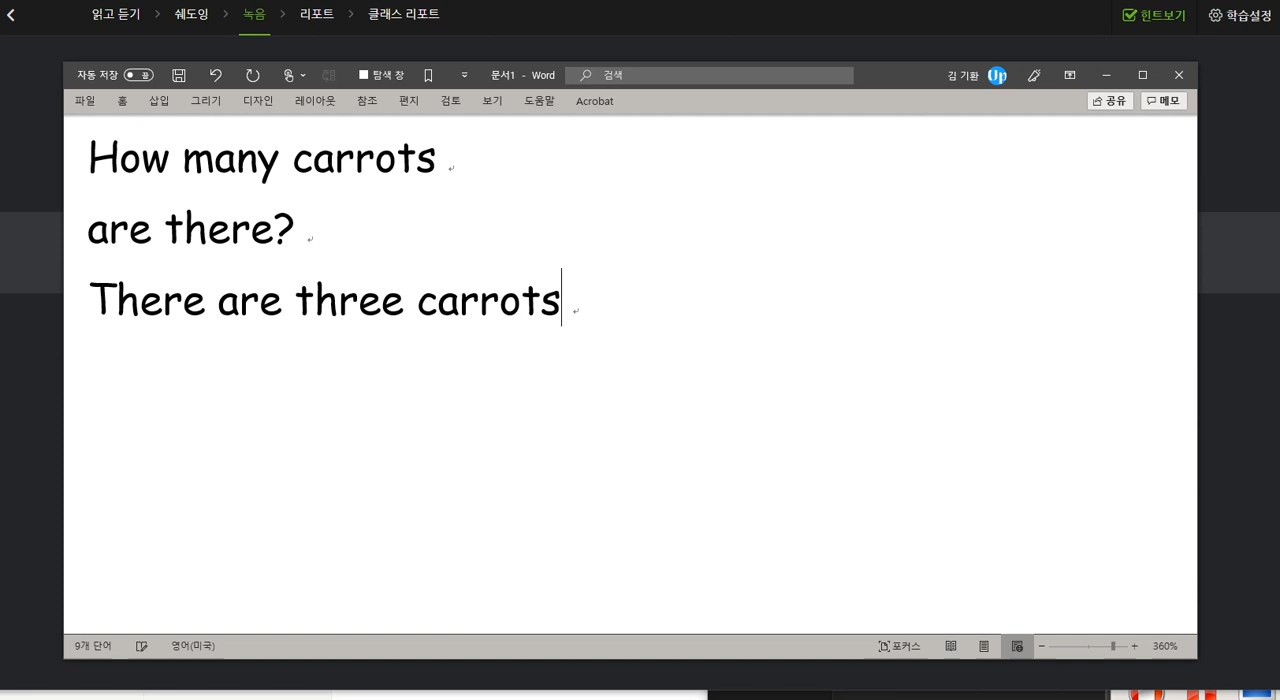 읽고 듣기 > 쉐도잉 > 녹음 > 리포트 > 클래스 리포트 힌트보기 학습설정
자동 저장 끔 탐색 창 문서1 - Word 검색 김 기환 Up
파일 홈 삽입 그리기 디자인 레이아웃 참조 편지 검토 보기 도움말 Acrobat 공유 메모
How many carrots
are there?
There are three carrots
9개 단어 영어(미국) 포커스 - + 360%